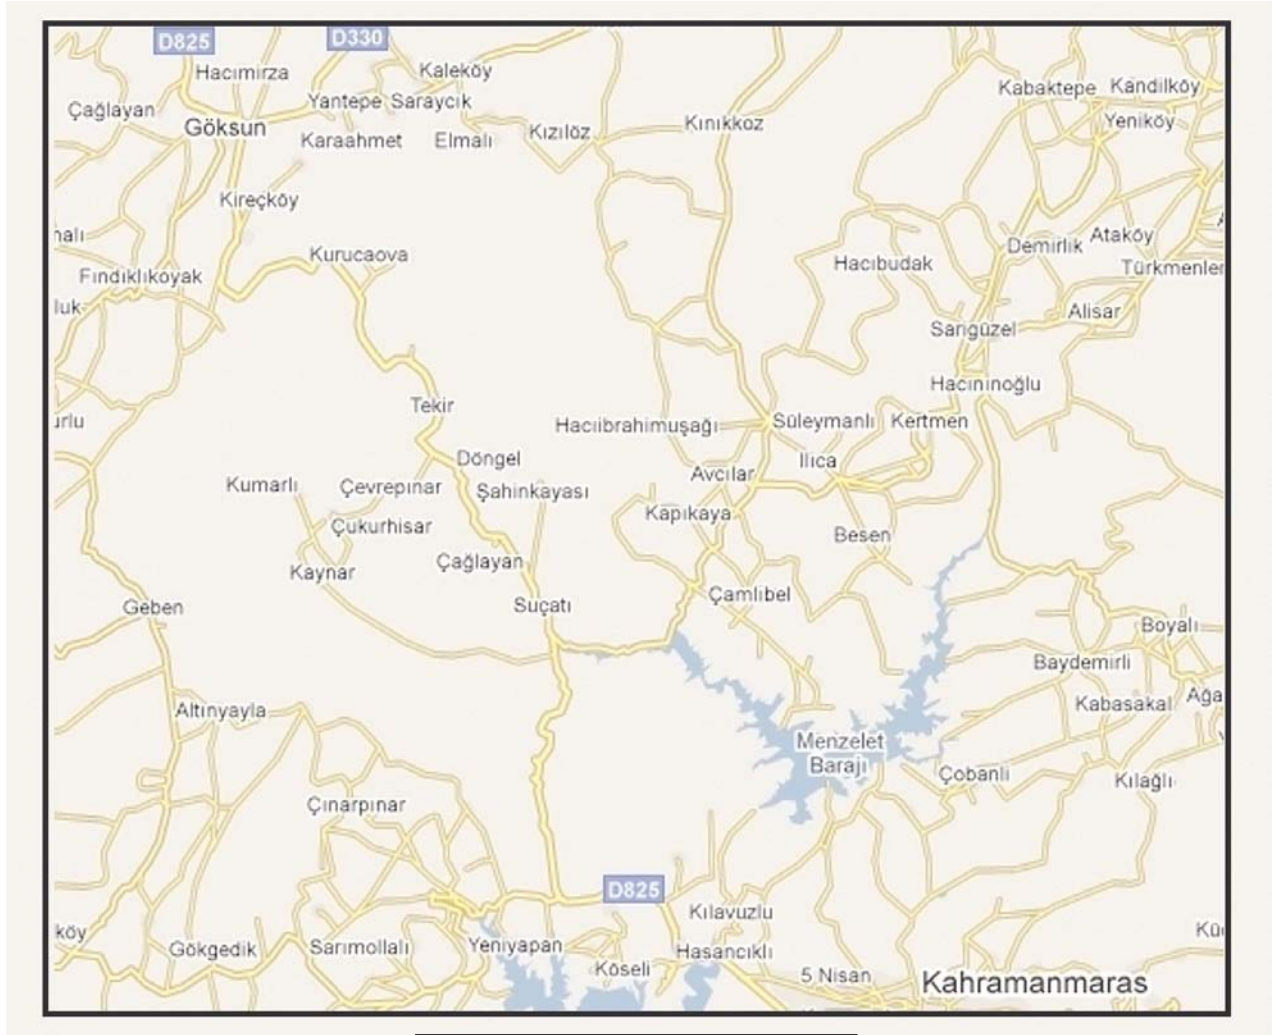 D825
D330
Hacımirza
Kaleköy
Kabaktepe
Kandilköy
Çağlayan
Yantepe
Saraycık
Göksun
Karaahmet
Elmalı
Kızılöz
Kınıkkoz
Yeniköy
Kireçköy
Fındıklıkoyak
Kurucaova
Hacıbudak
Demirlik
Ataköy
Türkmenler
Sarıgüzel
Alisar
Hacınınoğlu
Tekir
Hacıibrahimuşağı
Süleymanlı
Kertmen
Döngel
Avcılar
Ilıca
Kumarlı
Çevrepınar
Şahinkayası
Çukurhisar
Kapıkaya
Besen
Kaynar
Çağlayan
Geben
Suçatı
Çamlıbel
Boyalı
Baydemirli
Altınyayla
Kabasakal
Ağa
Menzelet
Barajı
Çobanlı
Kılağlı
Çınarpınar
D825
Kılavuzlu
köy
Gökgedik
Sarımollalı
Yeniyapan
Köseli
Hasancıklı
5 Nisan
Kahramanmaras